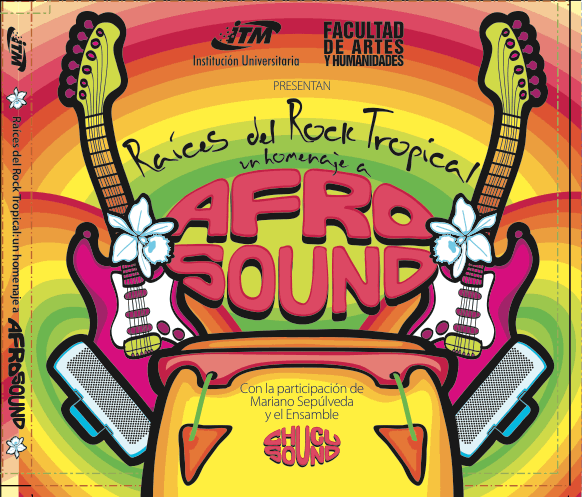 ITM
Institución Universitaria
FACULTAD
DE ARTES
Y HUMANIDADES
PRESENTAN
Raíces del Rock Tropical
un homenaje a
AFRO
SOUND
Con la participación de
Mariano Sepúlveda
y el Ensamble
CHUCU
SOUND
ITM
Raíces del Rock Tropical: un homenaje a AFROSOUND